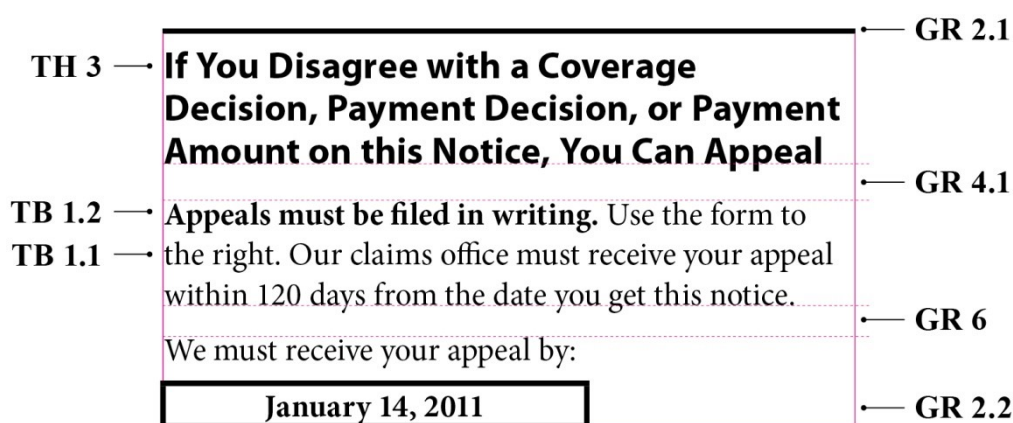 GR 2.1
TH 3
If You Disagree with a Coverage
Decision, Payment Decision, or Payment
Amount on this Notice, You Can Appeal
GR 4.1
TB 1.2
Appeals must be filed in writing. Use the form to
TB 1.1
the right. Our claims office must receive your appeal
within 120 days from the date you get this notice.
GR 6
We must receive your appeal by:
January 14, 2011
GR 2.2